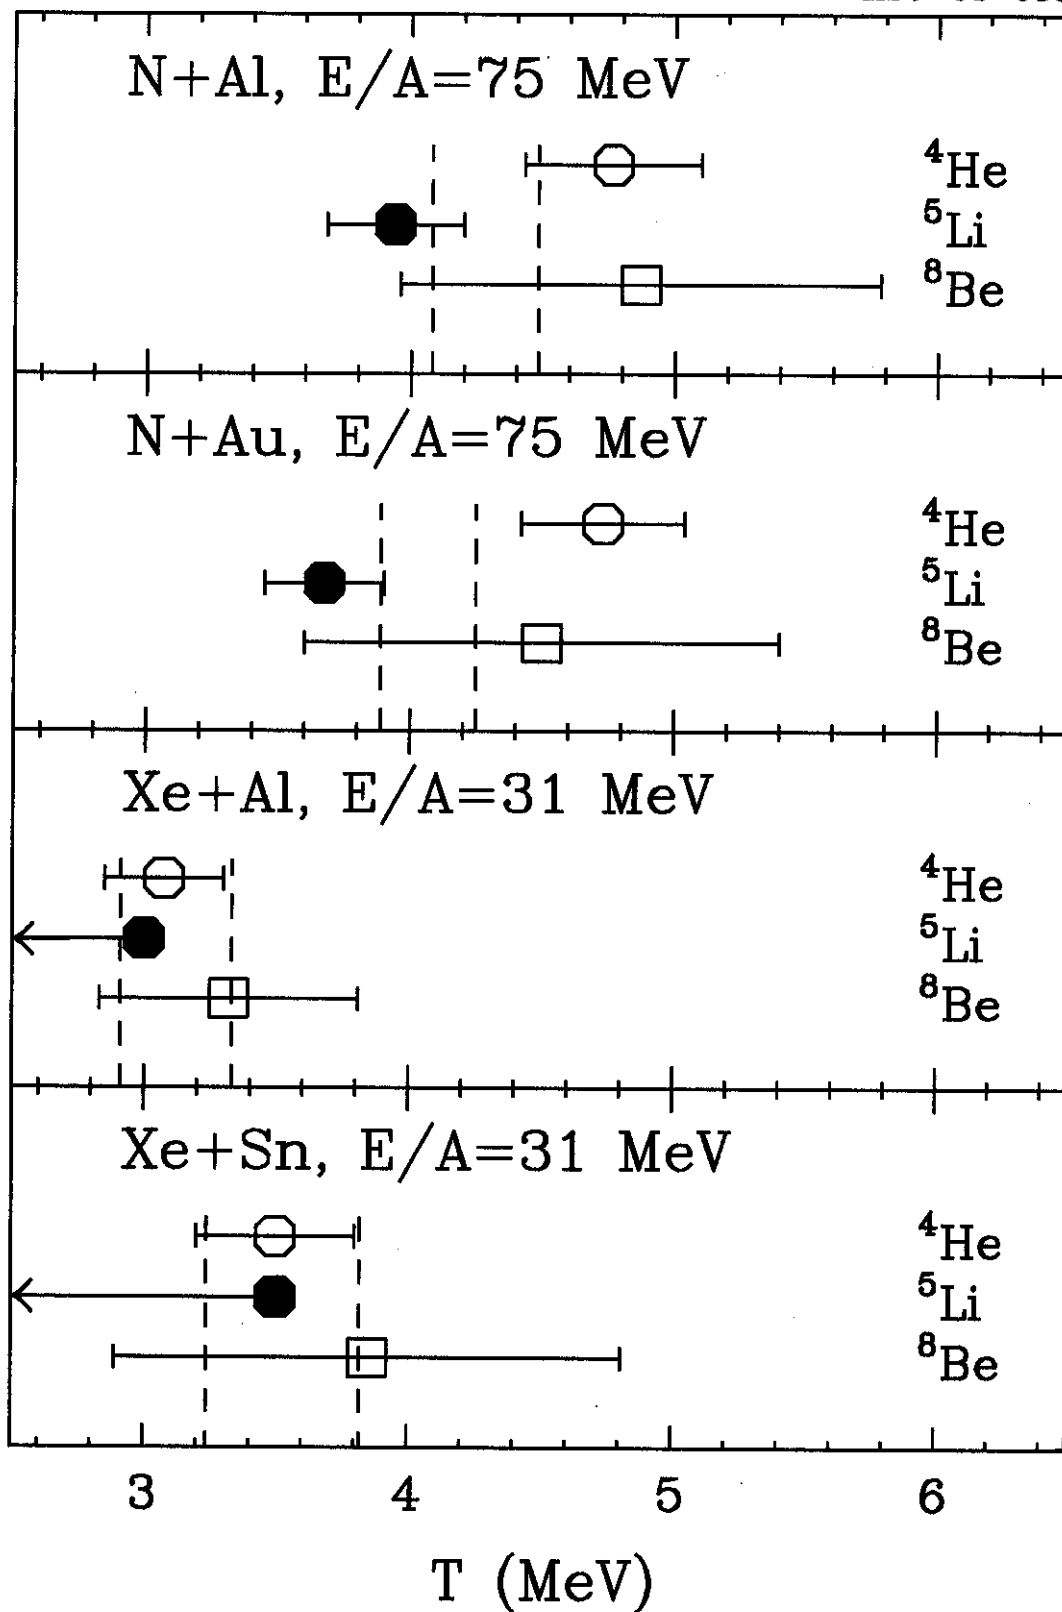 N+Al, E/A=75 MeV
⁴He
⁵Li
⁸Be
N+Au, E/A=75 MeV
⁴He
⁵Li
⁸Be
Xe+Al, E/A=31 MeV
⁴He
⁵Li
⁸Be
Xe+Sn, E/A=31 MeV
⁴He
⁵Li
⁸Be
3 4 5 6
T (MeV)